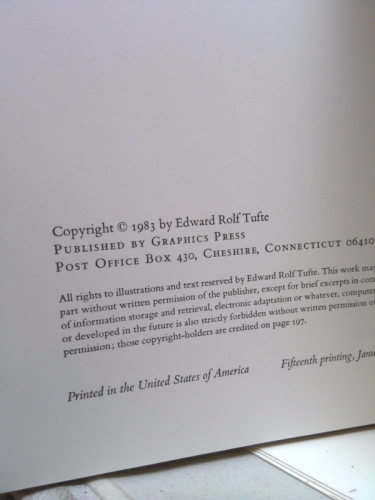 Copyright © 1983 by Edward Rolf Tufte
Published by Graphics Press
Post Office Box 430, Cheshire, Connecticut 06410
All rights to illustrations and text reserved by Edward Rolf Tufte. This work may
part without written permission of the publisher, except for brief excerpts in
of information storage and retrieval, electronic adaptation or whatever,
or developed in the future is also strictly forbidden without written permission of
permission; those copyright-holders are credited on page 197.
Printed in the United States of America
Fifteenth printing,